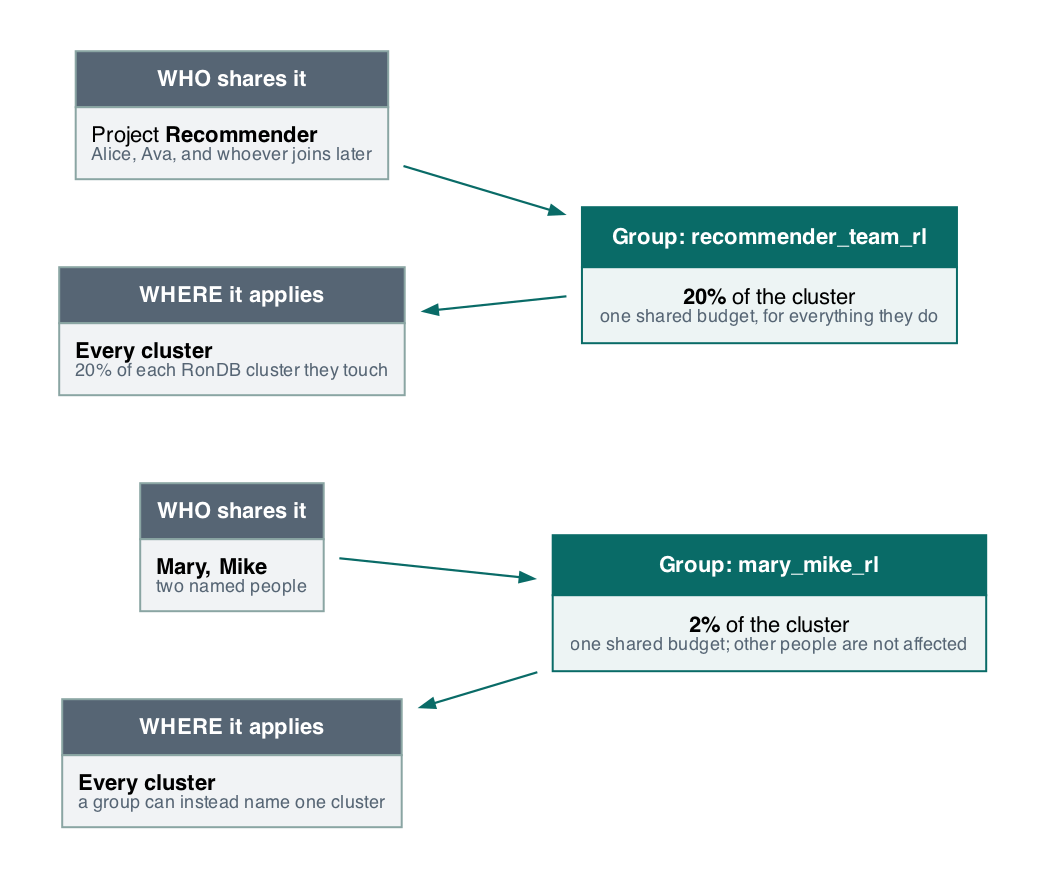 WHO shares it
Project Recommender
Alice, Ava, and whoever joins later
Group: recommender_team_rl
20% of the cluster
one shared budget, for everything they do
WHERE it applies
Every cluster
20% of each RonDB cluster they touch
WHO shares it
Mary, Mike
two named people
Group: mary_mike_rl
2% of the cluster
one shared budget; other people are not affected
WHERE it applies
Every cluster
a group can instead name one cluster